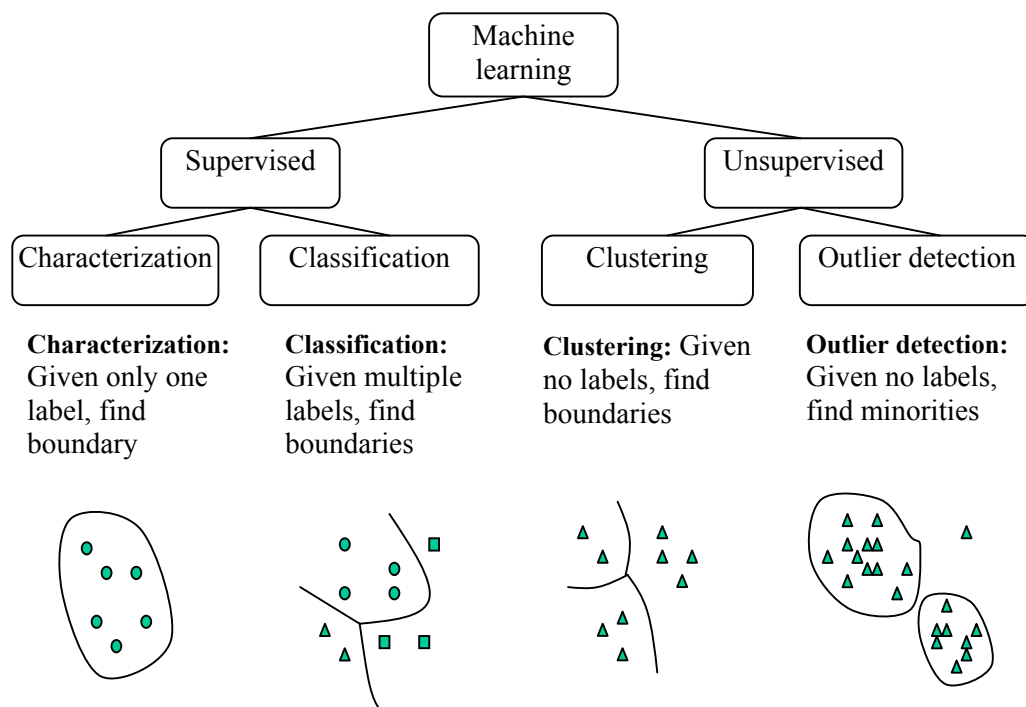 Machine
learning
Supervised
Unsupervised
Characterization
Classification
Clustering
Outlier detection
Characterization:
Given only one
label, find
boundary
Classification:
Given multiple
labels, find
boundaries
Clustering: Given
no labels, find
boundaries
Outlier detection:
Given no labels,
find minorities